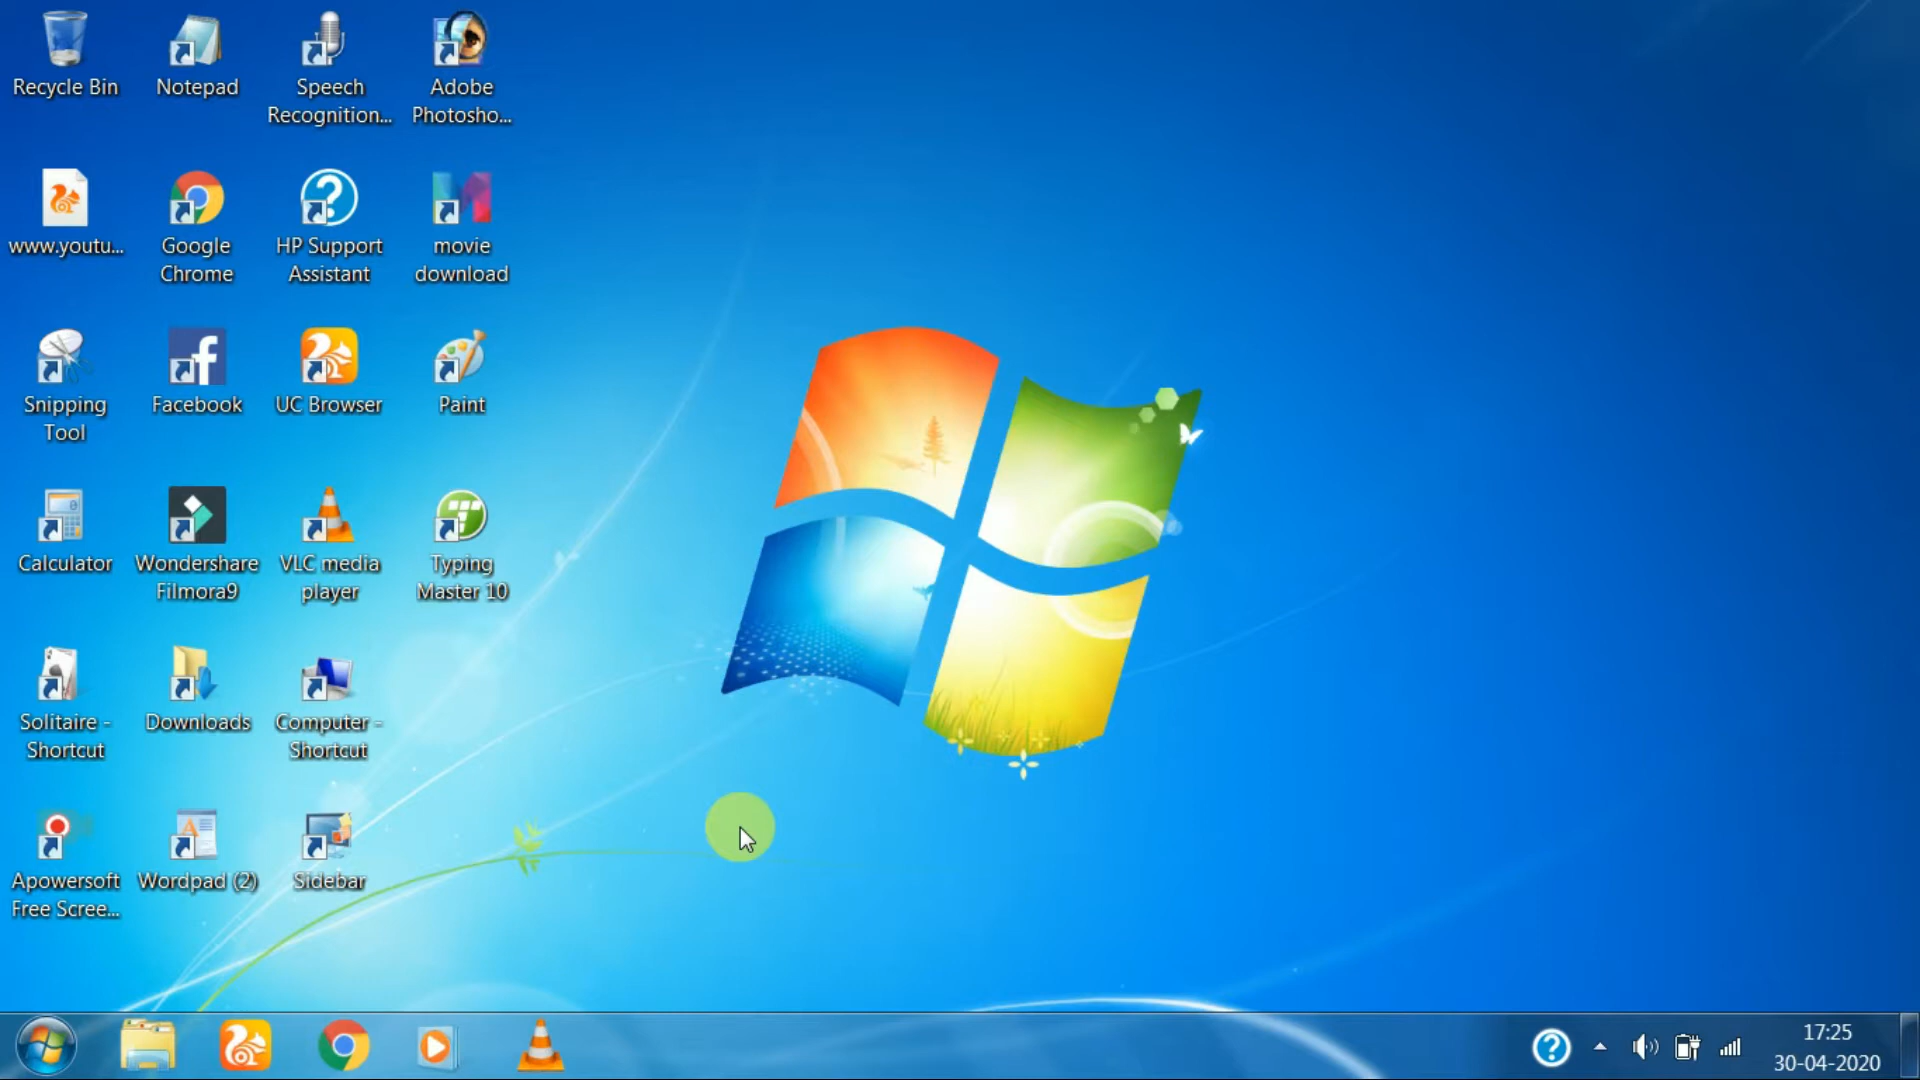 Recycle Bin
Notepad
Speech
Recognition...
Adobe
Photosho...
www.youtu...
Google
Chrome
HP Support
Assistant
movie
download
Snipping
Tool
Facebook
UC Browser
Paint
Calculator
Wondershare
Filmora9
VLC media
player
Typing
Master 10
Solitaire -
Shortcut
Downloads
Computer -
Shortcut
Apowersoft
Free Scree...
Wordpad (2)
Sidebar
17:25
30-04-2020